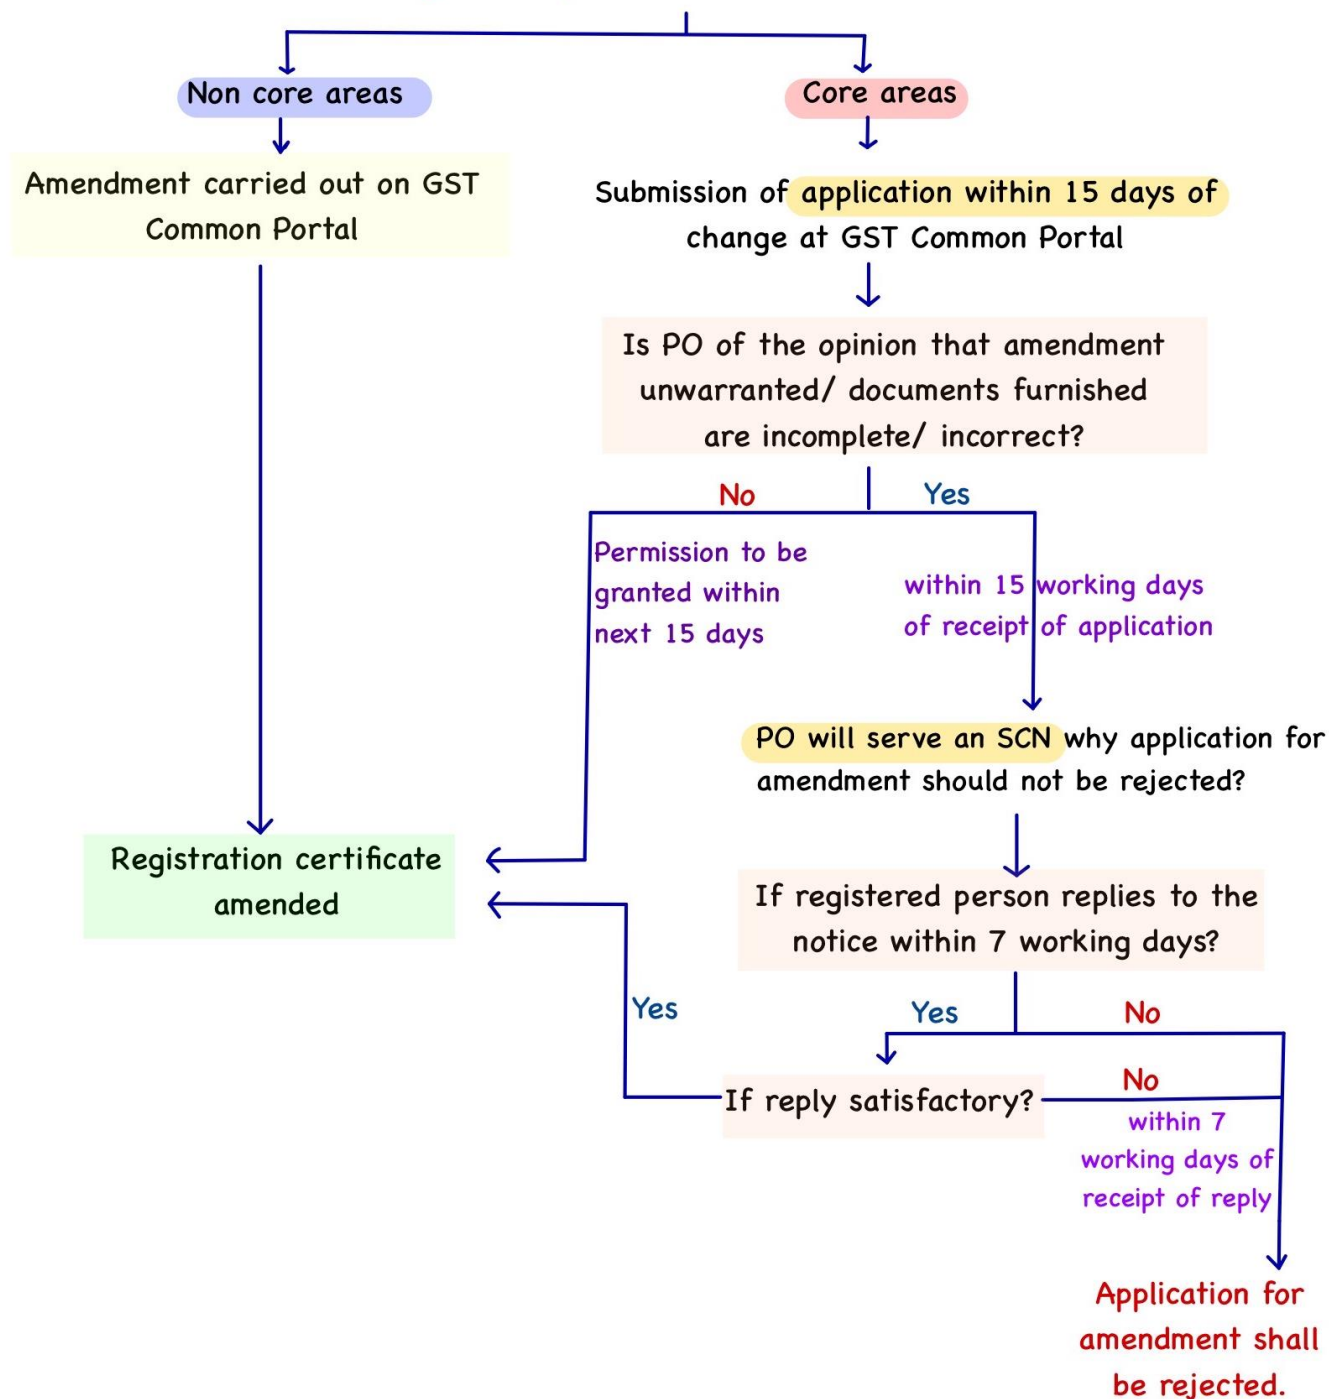 Non core areas
Amendment carried out on GST
Common Portal
Core areas
Submission of application within 15 days of
change at GST Common Portal
Is PO of the opinion that amendment
unwarranted/ documents furnished
are incomplete/ incorrect?
No
Yes
Permission to be
granted within
next 15 days
within 15 working days
of receipt of application
PO will serve an SCN why application for
amendment should not be rejected?
Registration certificate
amended
If registered person replies to the
notice within 7 working days?
Yes
Yes
No
If reply satisfactory?
No
within 7
working days of
receipt of reply
Application for
amendment shall
be rejected.